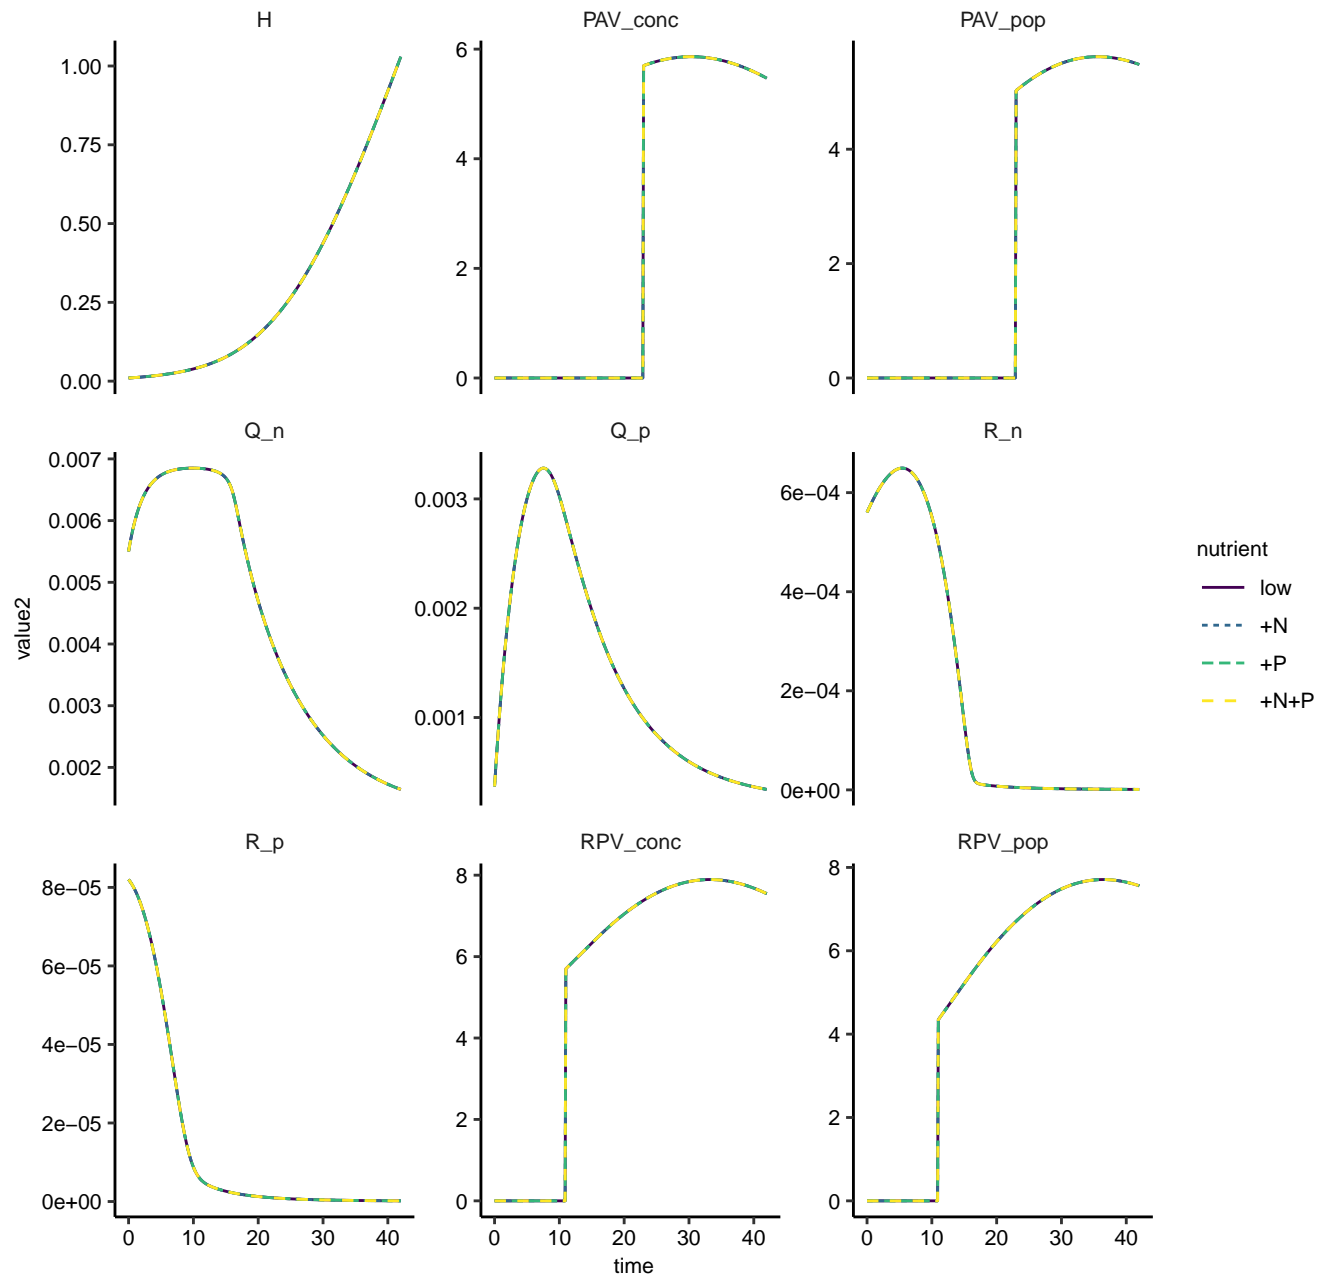 H
PAV_conc
PAV_pop
1.00
0.75
0.50
0.25
0.00
6
4
2
0
4
2
0
Q_n
Q_p
R_n
0.007
0.006
0.005
0.004
0.003
0.002
0.003
0.002
0.001
6e−04
4e−04
2e−04
0e+00
R_p
RPV_conc
RPV_pop
8e−05
6e−05
4e−05
2e−05
0e+00
8
6
4
2
0
8
6
4
2
0
0 10 20 30 40
0 10 20 30 40
0 10 20 30 40
time
value2
nutrient
low
+N
+P
+N+P